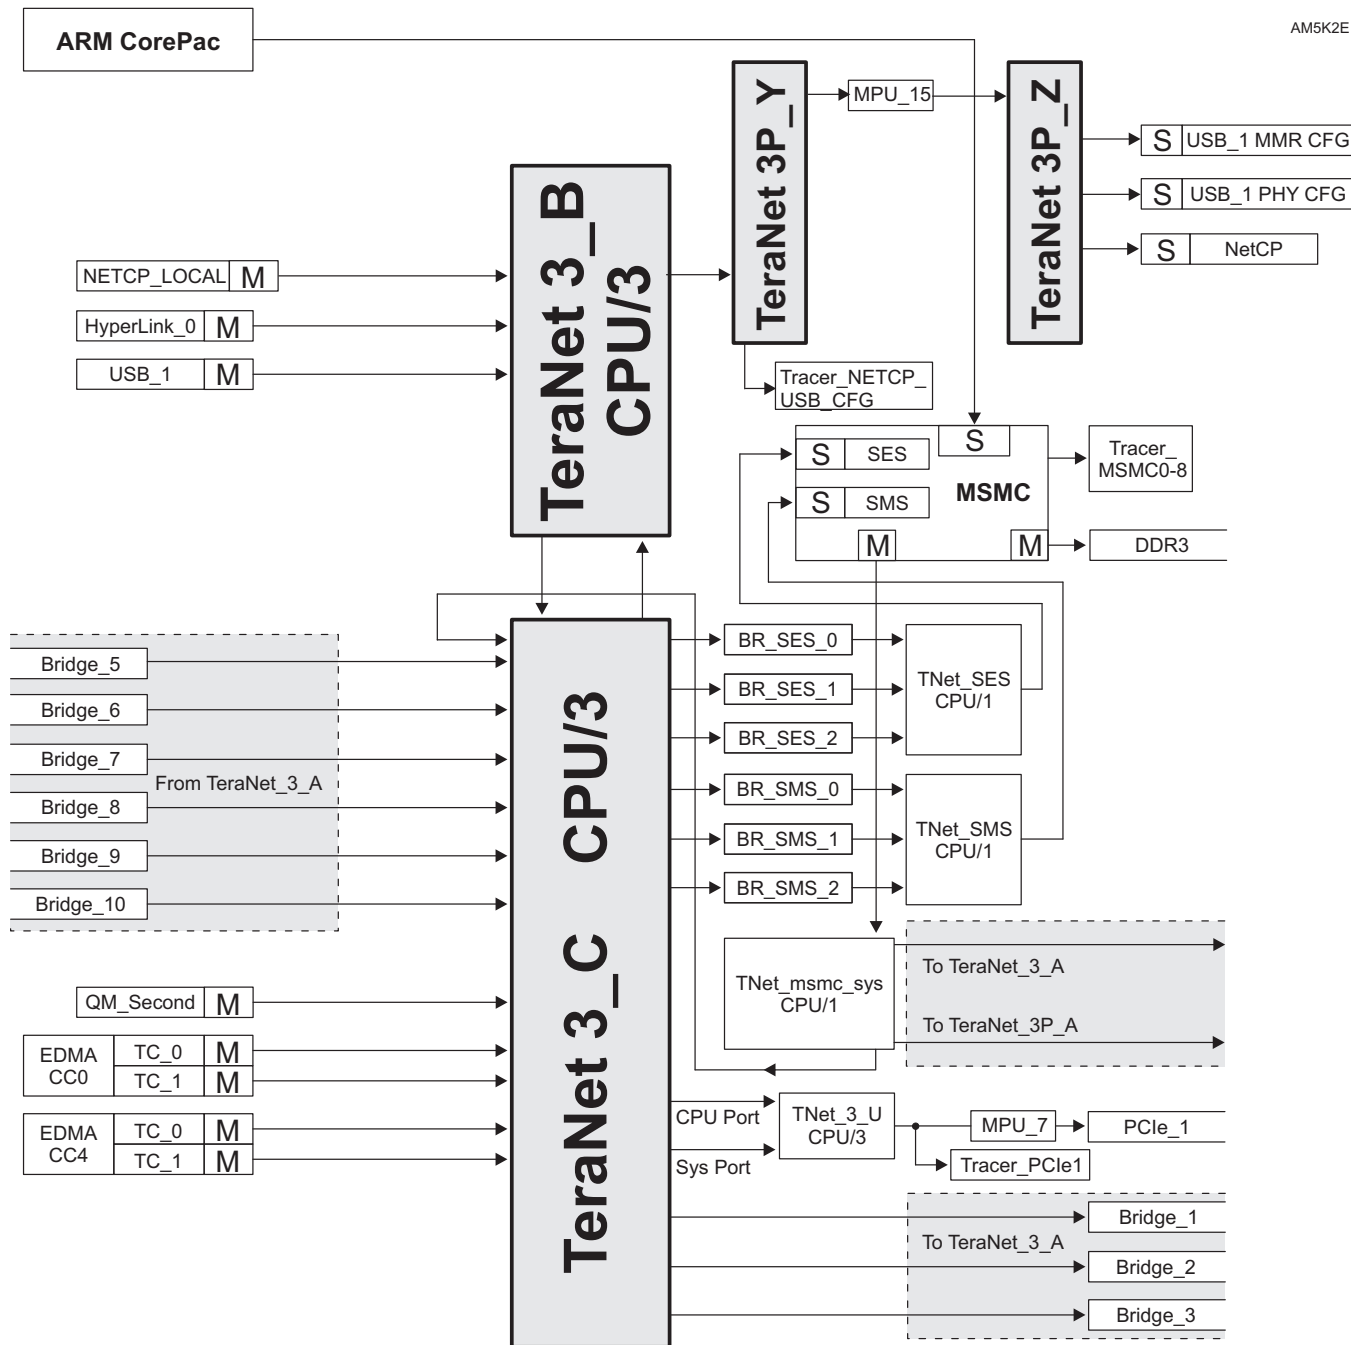 AM5K2E
ARM CorePac
TeraNet 3P_Y
MPU_15
TeraNet 3P_Z
S USB_1 MMR CFG
S USB_1 PHY CFG
S NetCP
TeraNet 3_B
CPU/3
NETCP_LOCAL M
HyperLink_0 M
USB_1 M
Tracer_NETCP_
USB_CFG
S
S SES
S SMS
MSMC
M
M
Tracer_
MSMC0-8
DDR3
TeraNet 3_C CPU/3
Bridge_5
Bridge_6
Bridge_7
From TeraNet_3_A
Bridge_8
Bridge_9
Bridge_10
BR_SES_0
BR_SES_1
BR_SES_2
TNet_SES
CPU/1
BR_SMS_0
BR_SMS_1
BR_SMS_2
TNet_SMS
CPU/1
TNet_msmc_sys
CPU/1
To TeraNet_3_A
To TeraNet_3P_A
QM_Second M
EDMA
CC0
TC_0 M
TC_1 M
EDMA
CC4
TC_0 M
TC_1 M
CPU Port
Sys Port
TNet_3_U
CPU/3
MPU_7
PCIe_1
Tracer_PCIe1
To TeraNet_3_A
Bridge_1
Bridge_2
Bridge_3